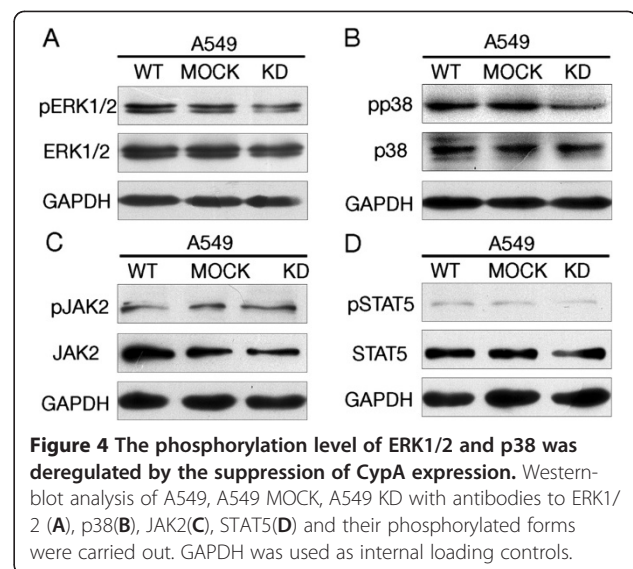 A
A549
WT MOCK KD
pERK1/2
ERK1/2
GAPDH
B
A549
WT MOCK KD
pp38
p38
GAPDH
C
A549
WT MOCK KD
pJAK2
JAK2
GAPDH
D
A549
WT MOCK KD
pSTAT5
STAT5
GAPDH
Figure 4 The phosphorylation level of ERK1/2 and p38 was
deregulated by the suppression of CypA expression. Western-
blot analysis of A549, A549 MOCK, A549 KD with antibodies to ERK1/
2 (A), p38(B), JAK2(C), STAT5(D) and their phosphorylated forms
were carried out. GAPDH was used as internal loading controls.